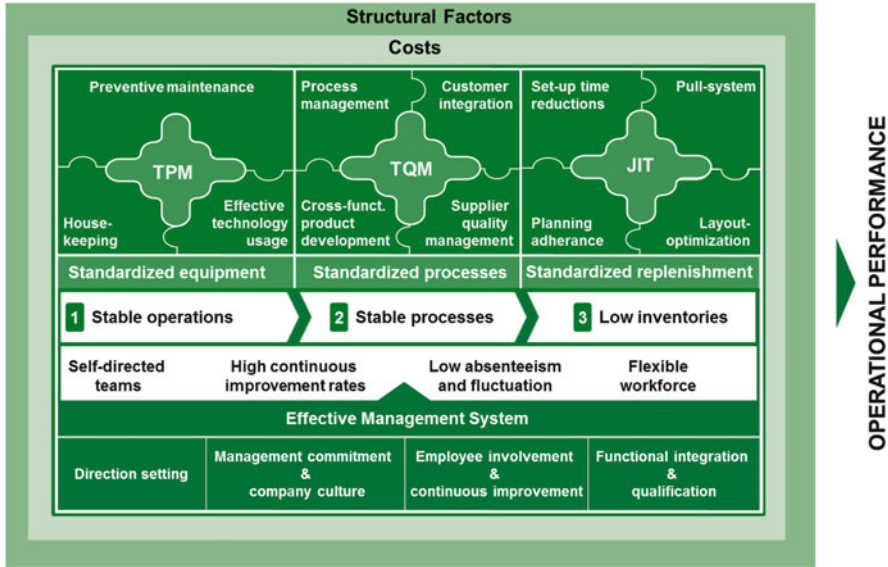 Structural Factors
Costs
Preventive maintenance
TPM
House-
keeping
Effective
technology
usage
Process
management
Customer
integration
TQM
Cross-funct.
product
development
Supplier
quality
management
Set-up time
reductions
Pull-system
JIT
Planning
adherance
Layout-
optimization
Standardized equipment
Standardized processes
Standardized replenishment
1 Stable operations
2 Stable processes
3 Low inventories
Self-directed
teams
High continuous
improvement rates
Low absenteeism
and fluctuation
Flexible
workforce
Effective Management System
Direction setting
Management commitment
&
company culture
Employee involvement
&
continuous improvement
Functional integration
&
qualification
OPERATIONAL PERFORMANCE